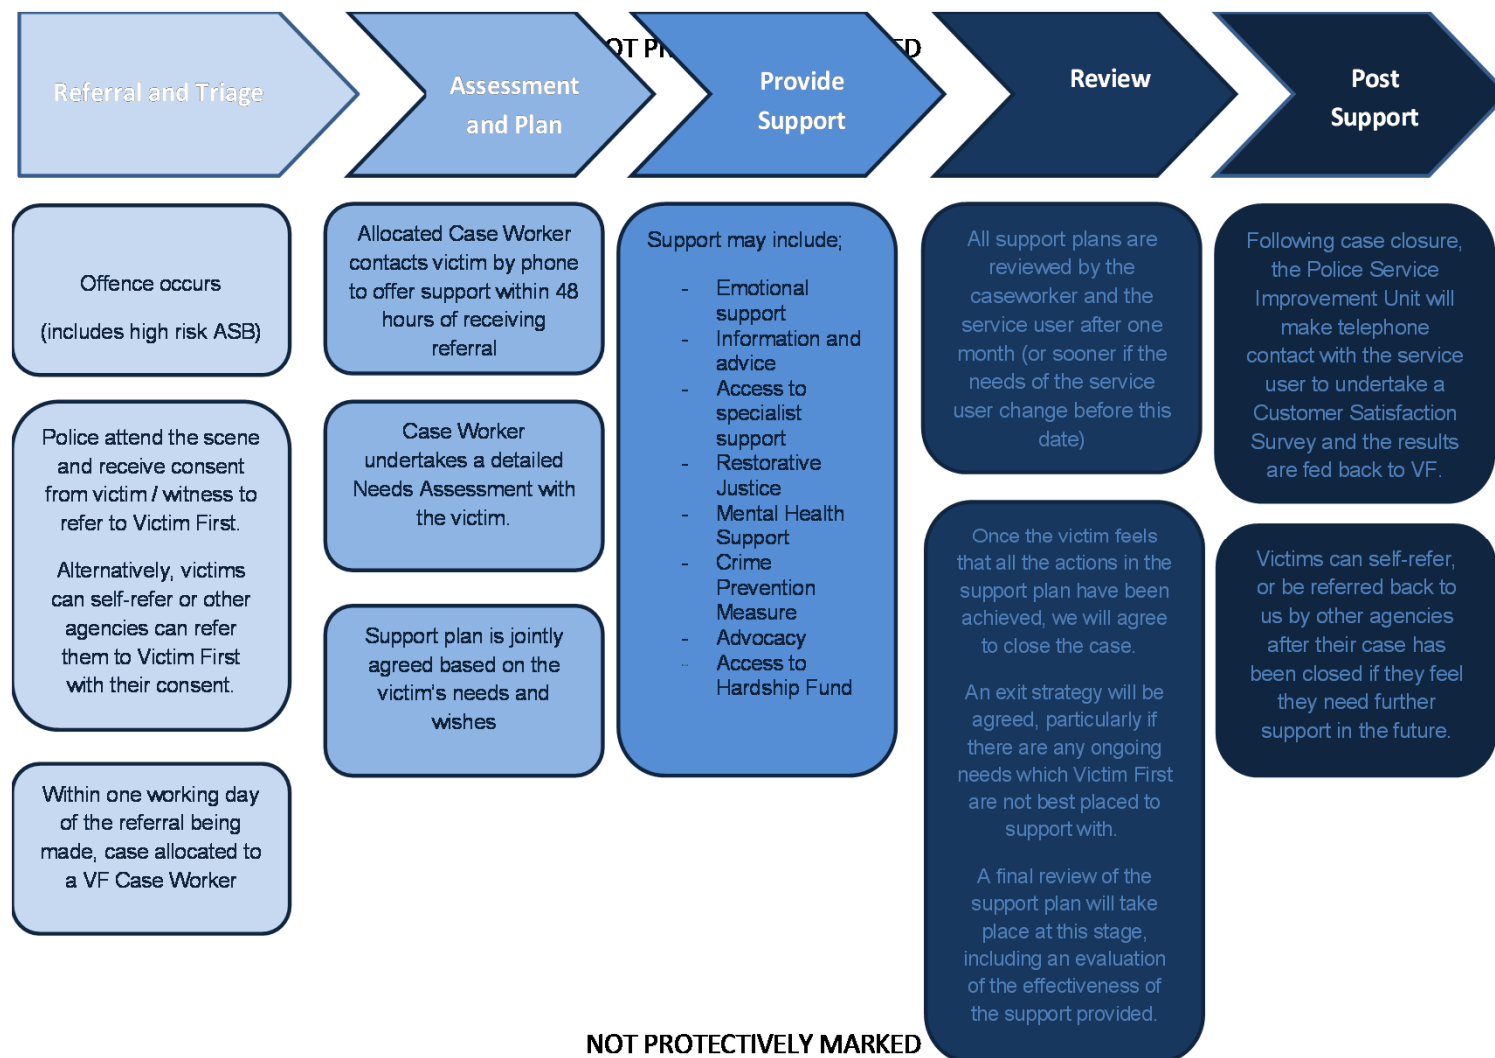 OT PR
ED
Referral and Triage
Assessment
and Plan
Provide
Support
Review
Post
Support
Offence occurs
(includes high risk ASB)
Police attend the scene
and receive consent
from victim / witness to
refer to Victim First.
Alternatively, victims
can self-refer or other
agencies can refer
them to Victim First
with their consent.
Within one working day
of the referral being
made, case allocated to
a VF Case Worker
Allocated Case Worker
contacts victim by phone
to offer support within 48
hours of receiving
referral
Case Worker
undertakes a detailed
Needs Assessment with
the victim.
Support plan is jointly
agreed based on the
victim's needs and
wishes
Support may include;
- Emotional
support
- Information and
advice
- Access to
specialist
support
- Restorative
Justice
- Mental Health
Support
- Crime
Prevention
Measure
- Advocacy
- Access to
Hardship Fund
All support plans are
reviewed by the
caseworker and the
service user after one
month (or sooner if the
needs of the service
user change before this
date)
Once the victim feels
that all the actions in the
support plan have been
achieved, we will agree
to close the case.
An exit strategy will be
agreed, particularly if
there are any ongoing
needs which Victim First
are not best placed to
support with.
A final review of the
support plan will take
place at this stage,
including an evaluation
of the effectiveness of
the support provided.
Following case closure,
the Police Service
Improvement Unit will
make telephone
contact with the service
user to undertake a
Customer Satisfaction
Survey and the results
are fed back to VF.
Victims can self-refer,
or be referred back to
us by other agencies
after their case has
been closed if they feel
they need further
support in the future.
NOT PROTECTIVELY MARKED